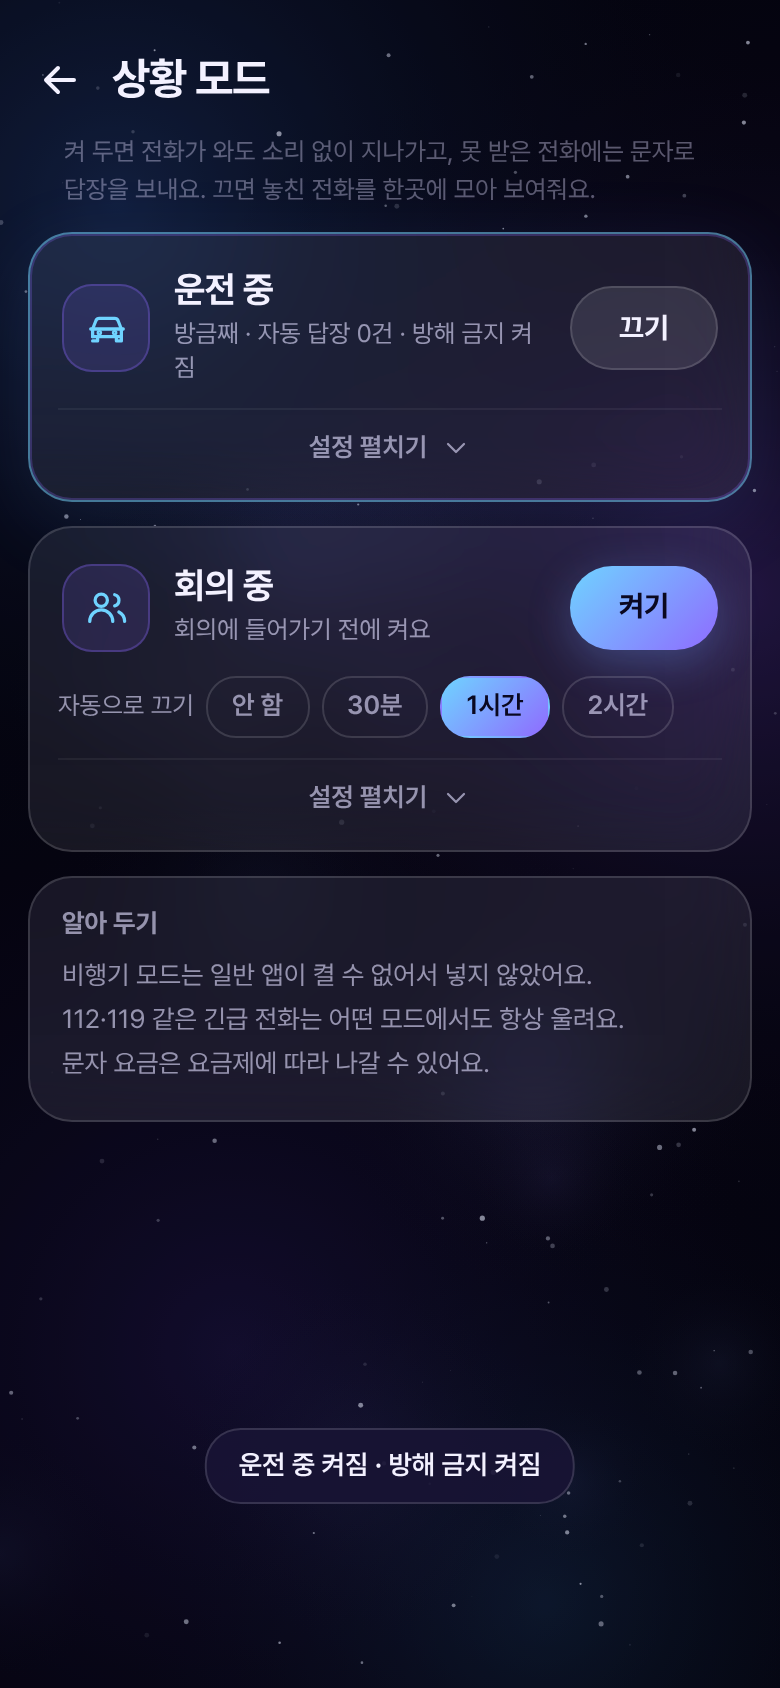 상황 모드
켜 두면 전화가 와도 소리 없이 지나가고, 못 받은 전화에는 문자로
답장을 보내요. 끄면 놓친 전화를 한곳에 모아 보여줘요.
운전 중
방금째 · 자동 답장 0건 · 방해 금지 켜
짐
끄기
설정 펼치기
회의 중
회의에 들어가기 전에 켜요
켜기
자동으로 끄기 안 함 30분 1시간 2시간
설정 펼치기
알아 두기
비행기 모드는 일반 앱이 켤 수 없어서 넣지 않았어요.
112·119 같은 긴급 전화는 어떤 모드에서도 항상 울려요.
문자 요금은 요금제에 따라 나갈 수 있어요.
운전 중 켜짐 · 방해 금지 켜짐